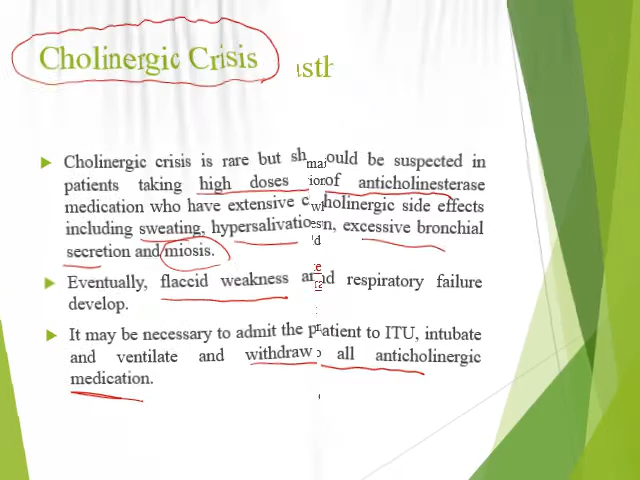 Cholinergic Crisis
Cholinergic crisis is rare but should be suspected in
patients taking high doses of anticholinesterase
medication who have extensive cholinergic side effects
including sweating, hypersalivation, excessive bronchial
secretion and miosis.
Eventually, flaccid weakness and respiratory failure
develop.
It may be necessary to admit the patient to ITU, intubate
and ventilate and withdraw all anticholinergic
medication.